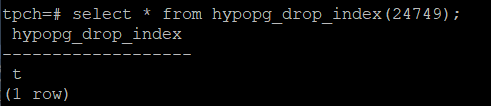 tpch=# select * from hypopg_drop_index(24749);
 hypopg_drop_index
-------------------
 t
(1 row)